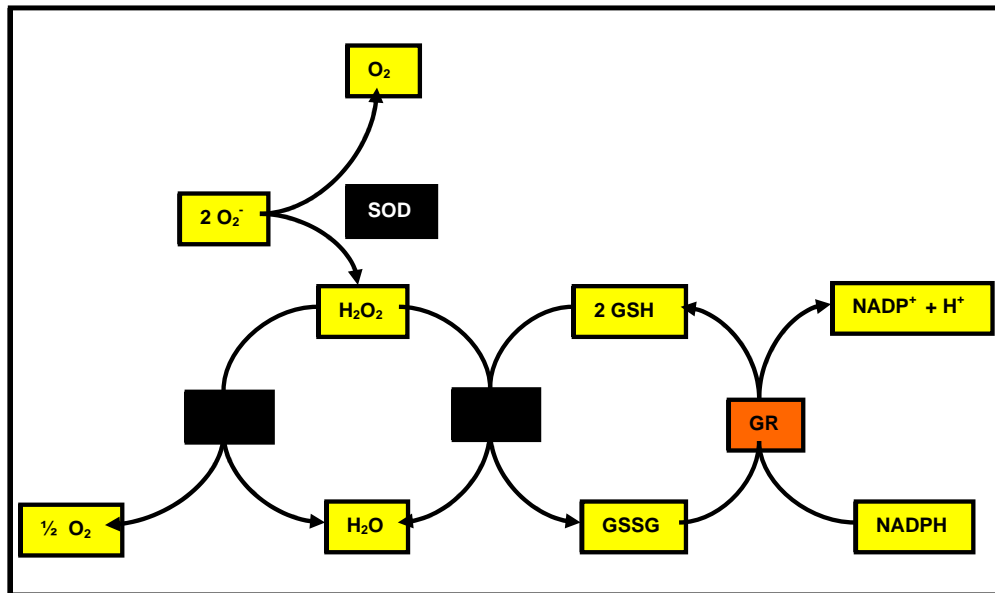 O₂
2 O₂⁻
SOD
H₂O₂
2 GSH
NADP⁺ + H⁺
GR
½ O₂
H₂O
GSSG
NADPH